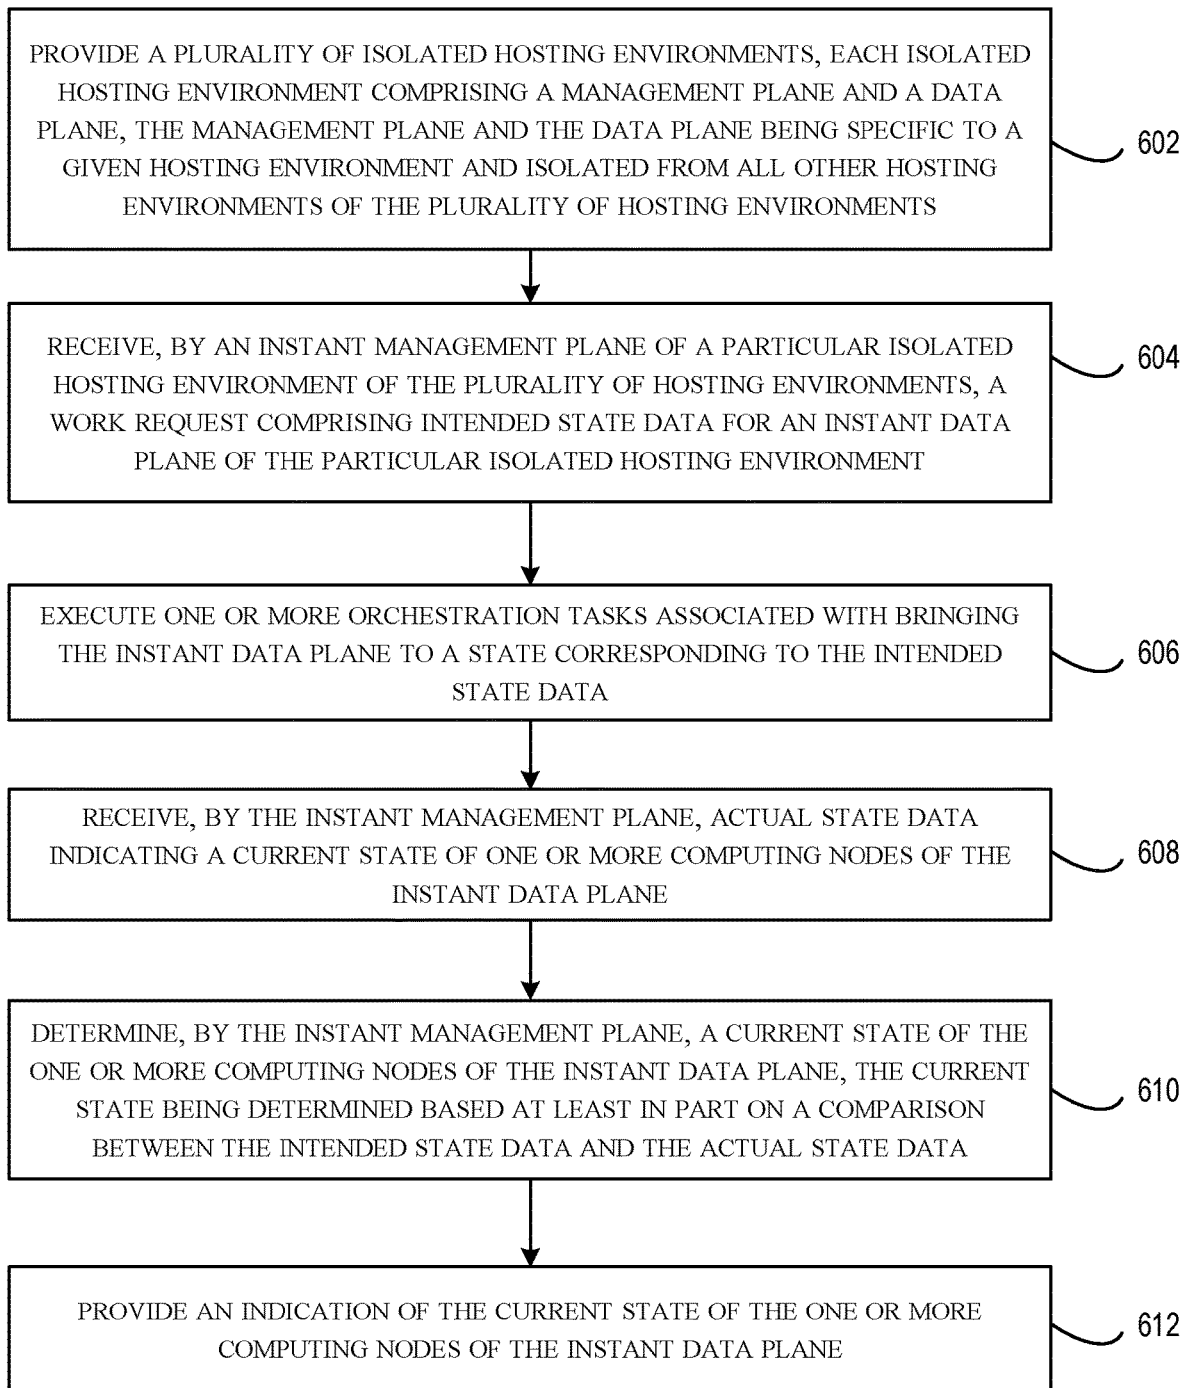 PROVIDE A PLURALITY OF ISOLATED HOSTING ENVIRONMENTS, EACH ISOLATED
HOSTING ENVIRONMENT COMPRISING A MANAGEMENT PLANE AND A DATA
PLANE, THE MANAGEMENT PLANE AND THE DATA PLANE BEING SPECIFIC TO A
GIVEN HOSTING ENVIRONMENT AND ISOLATED FROM ALL OTHER HOSTING
ENVIRONMENTS OF THE PLURALITY OF HOSTING ENVIRONMENTS
602
RECEIVE, BY AN INSTANT MANAGEMENT PLANE OF A PARTICULAR ISOLATED
HOSTING ENVIRONMENT OF THE PLURALITY OF HOSTING ENVIRONMENTS, A
WORK REQUEST COMPRISING INTENDED STATE DATA FOR AN INSTANT DATA
PLANE OF THE PARTICULAR ISOLATED HOSTING ENVIRONMENT
604
EXECUTE ONE OR MORE ORCHESTRATION TASKS ASSOCIATED WITH BRINGING
THE INSTANT DATA PLANE TO A STATE CORRESPONDING TO THE INTENDED
STATE DATA
606
RECEIVE, BY THE INSTANT MANAGEMENT PLANE, ACTUAL STATE DATA
INDICATING A CURRENT STATE OF ONE OR MORE COMPUTING NODES OF THE
INSTANT DATA PLANE
608
DETERMINE, BY THE INSTANT MANAGEMENT PLANE, A CURRENT STATE OF THE
ONE OR MORE COMPUTING NODES OF THE INSTANT DATA PLANE, THE CURRENT
STATE BEING DETERMINED BASED AT LEAST IN PART ON A COMPARISON
BETWEEN THE INTENDED STATE DATA AND THE ACTUAL STATE DATA
610
PROVIDE AN INDICATION OF THE CURRENT STATE OF THE ONE OR MORE
COMPUTING NODES OF THE INSTANT DATA PLANE
612